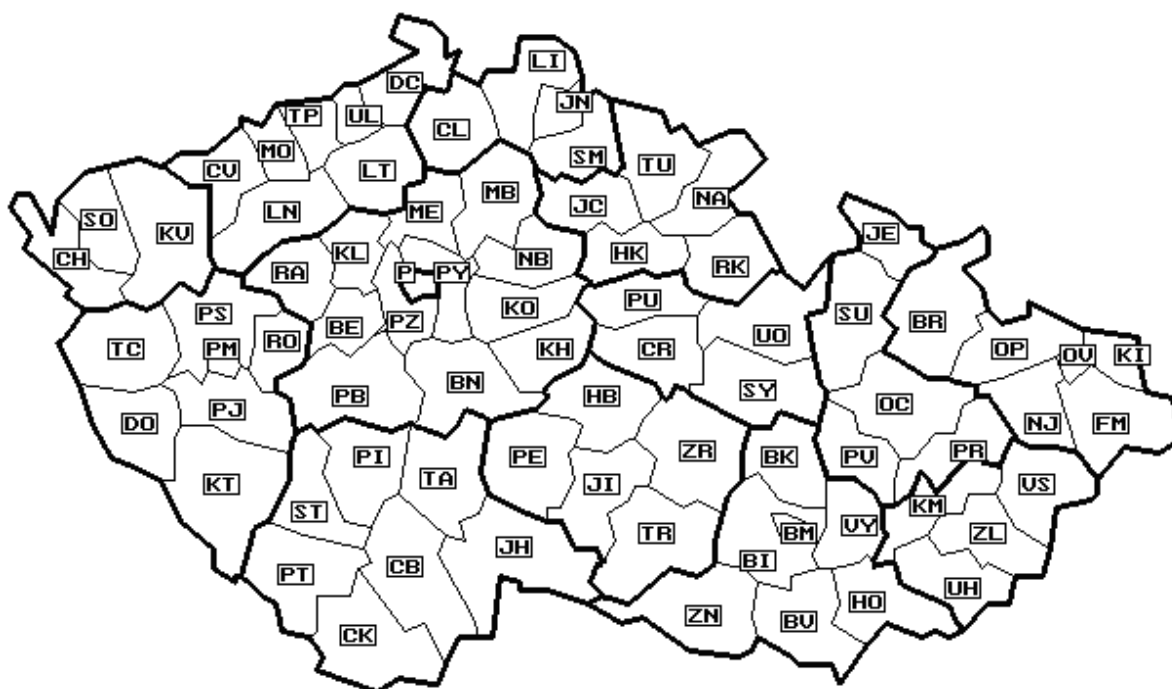 LI
DC
JN
TP
UL
CL
MO
SM
CV
LT
TU
MB
NA
LN
ME
JC
SO
KV
JE
KL
HK
CH
RA
P
PY
NB
RK
PU
PS
BE
PZ
KO
SU
BR
RO
UO
TC
PM
KH
CR
OP
OV
KI
BN
SY
PB
HB
OC
PJ
DO
NJ
FM
PI
PE
ZR
BK
PV
PR
KT
TA
JI
VS
ST
KM
JH
TR
BM
VY
ZL
PT
CB
BI
UH
HO
ZN
BV
CK